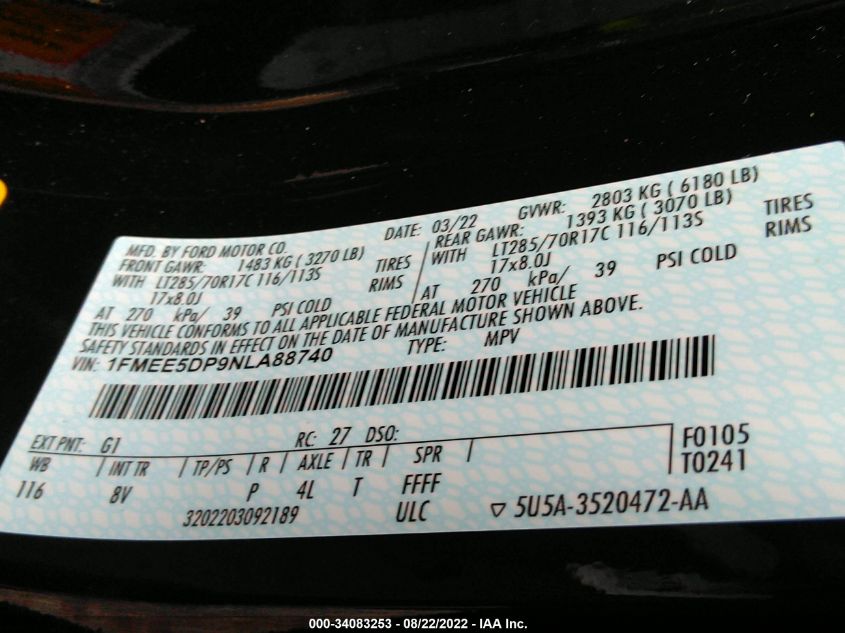 MFD. BY FORD MOTOR CO. DATE: 03/22 GVWR: 2803 KG ( 6180 LB)
FRONT GAWR: 1483 KG ( 3270 LB) REAR GAWR: 1393 KG ( 3070 LB)
WITH LT285/70R17C 116/113S TIRES WITH LT285/70R17C 116/113S TIRES
17x8.0J RIMS 17x8.0J RIMS
AT 270 kPa/ 39 PSI COLD AT 270 kPa/ 39 PSI COLD
THIS VEHICLE CONFORMS TO ALL APPLICABLE FEDERAL MOTOR VEHICLE
SAFETY STANDARDS IN EFFECT ON THE DATE OF MANUFACTURE SHOWN ABOVE.
VIN: 1FMEE5DP9NLA88740 TYPE: MPV
EXT PNT: G1 RC: 27 DSO: F0105
WB INT TR TP/PS R AXLE TR SPR T0241
116 8V P 4L T FFFF
3202203092189 ULC ▽ 5U5A-3520472-AA
000-34083253 - 08/22/2022 - IAA Inc.